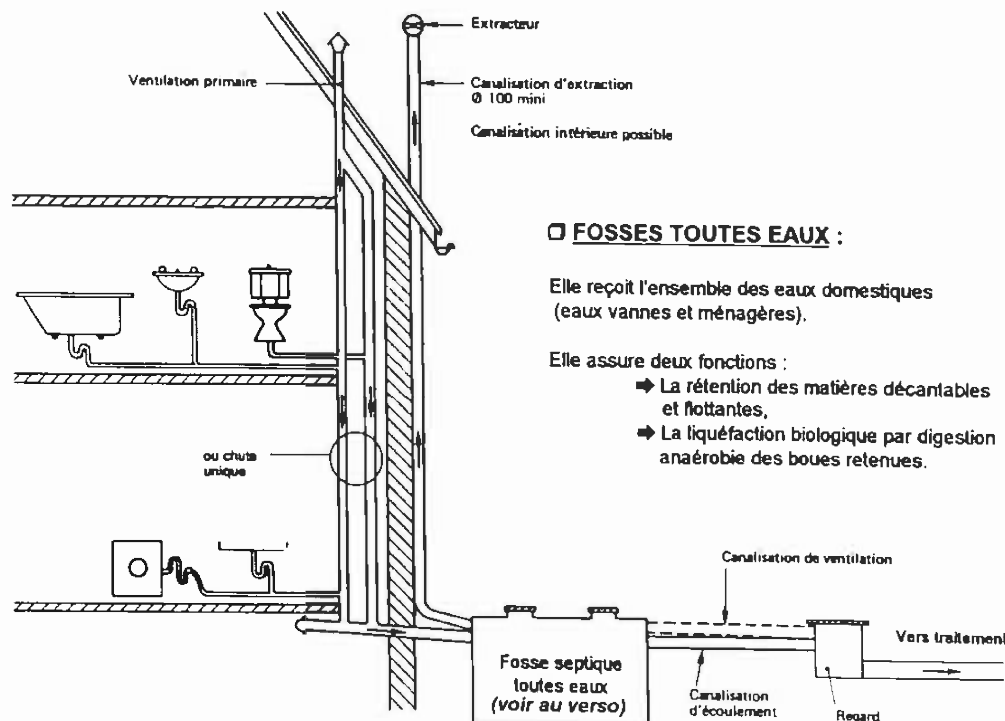 Extracteur
Ventilation primaire
Canalisation d'extraction
Ø 100 mini
Canalisation intérieure possible
FOSSES TOUTES EAUX :
Elle reçoit l'ensemble des eaux domestiques
(eaux vannes et ménagères).
Elle assure deux fonctions :
➔ La rétention des matières décantables
et flottantes,
➔ La liquéfaction biologique par digestion
anaérobie des boues retenues.
ou chute
unique
Canalisation de ventilation
Vers traitement
Fosse septique
toutes eaux
(voir au verso)
Canalisation
d'écoulement
Regard